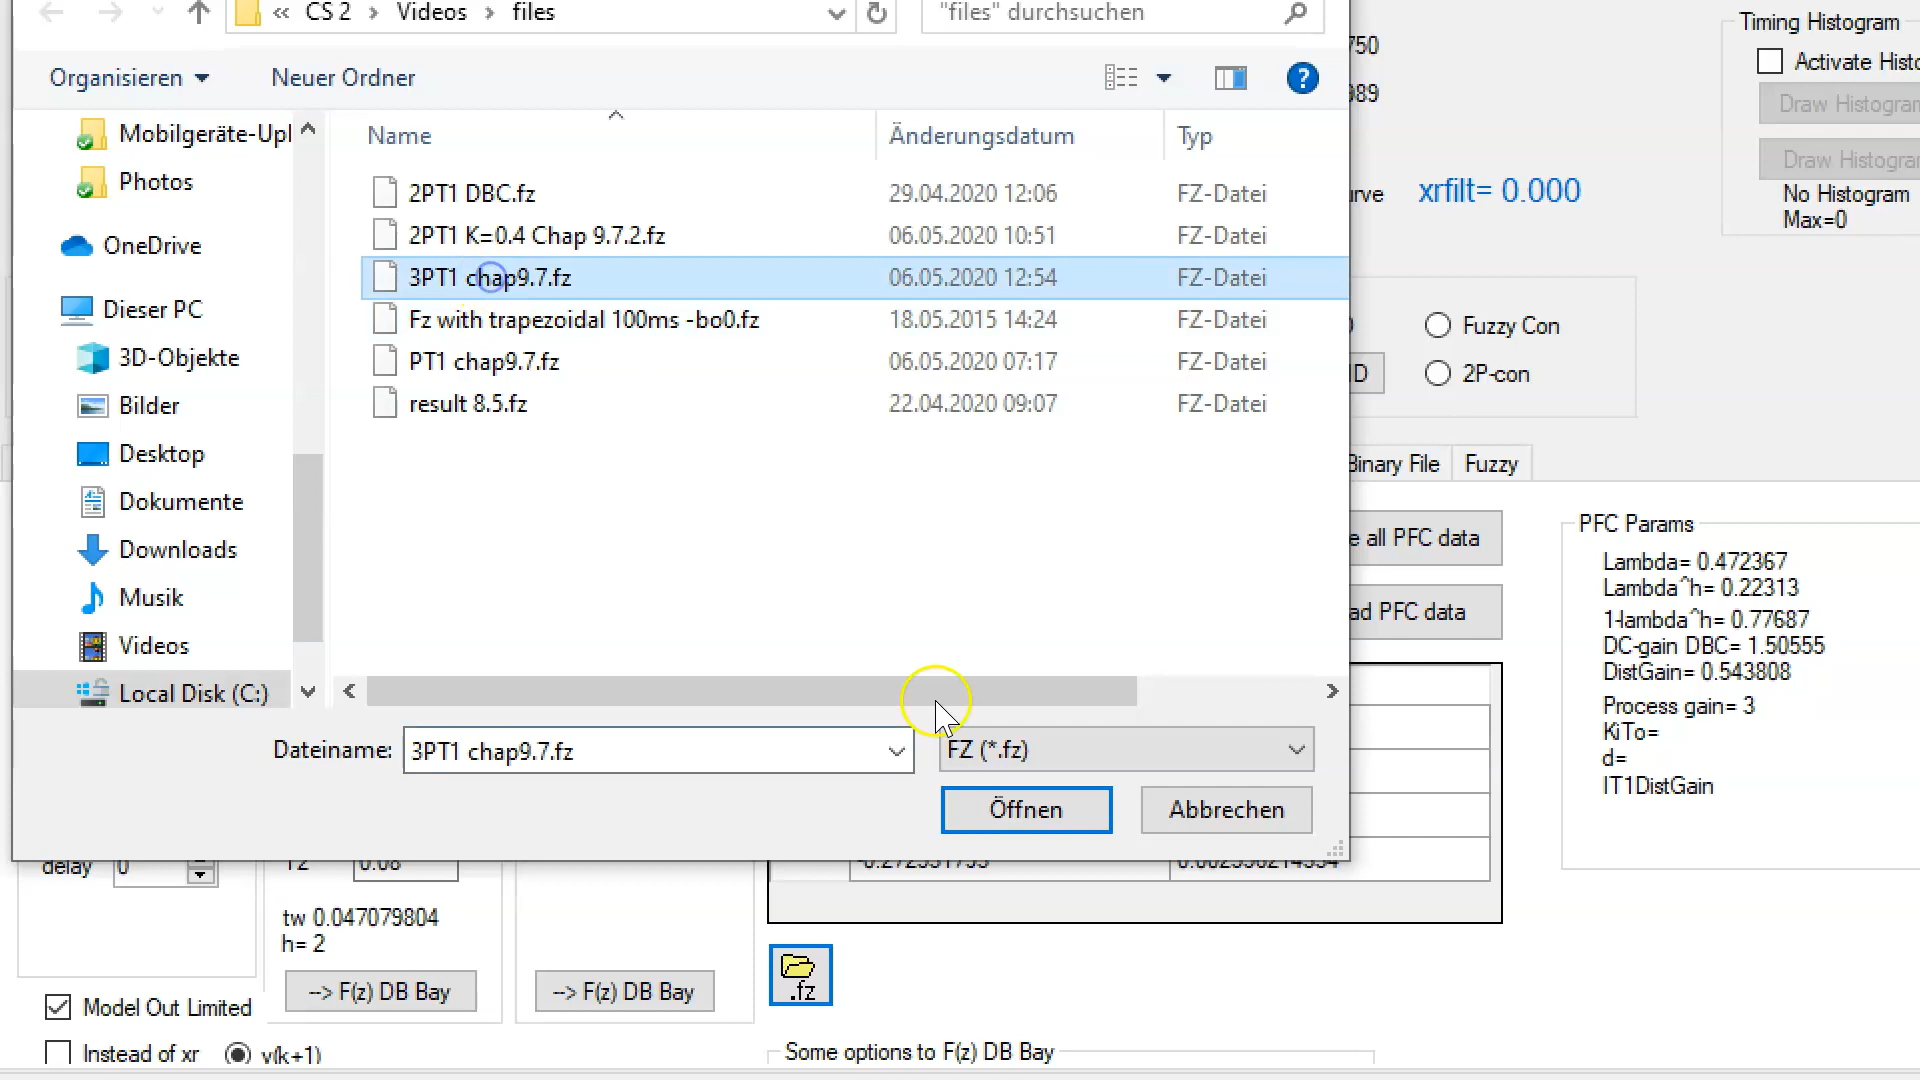 « CS 2 > Videos > files
"files" durchsuchen
Organisieren
Neuer Ordner
Name
Änderungsdatum
Typ
Mobilgeräte-Upl
Photos
OneDrive
Dieser PC
3D-Objekte
Bilder
Desktop
Dokumente
Downloads
Musik
Videos
Local Disk (C:)
2PT1 DBC.fz 29.04.2020 12:06 FZ-Datei
2PT1 K=0.4 Chap 9.7.2.fz 06.05.2020 10:51 FZ-Datei
3PT1 chap9.7.fz 06.05.2020 12:54 FZ-Datei
Fz with trapezoidal 100ms -bo0.fz 18.05.2015 14:24 FZ-Datei
PT1 chap9.7.fz 06.05.2020 07:17 FZ-Datei
result 8.5.fz 22.04.2020 09:07 FZ-Datei
Dateiname: 3PT1 chap9.7.fz
FZ (*.fz)
Öffnen
Abbrechen
750
989
urve
xrfilt= 0.000
Timing Histogram
Activate Histo
Draw Histogram
Draw Histogram
No Histogram
Max=0
Fuzzy Con
ID
2P-con
Binary File
Fuzzy
e all PFC data
ad PFC data
PFC Params
Lambda= 0.472367
Lambda^h= 0.22313
1-lambda^h= 0.77687
DC-gain DBC= 1.50555
DistGain= 0.543808
Process gain= 3
KiTo=
d=
IT1DistGain
delay 0
T2 0.08
tw 0.047079804
h= 2
--> F(z) DB Bay
--> F(z) DB Bay
.fz
Model Out Limited
Instead of xr
y(k+1)
Some options to F(z) DB Bay